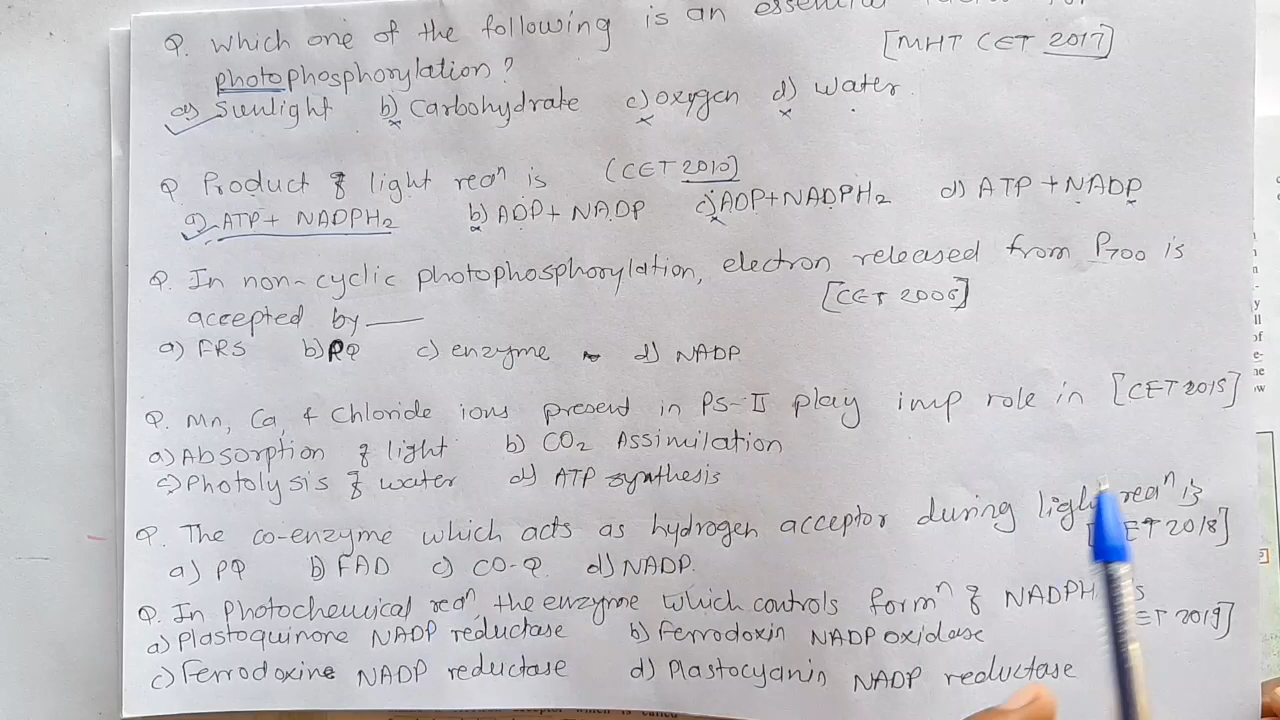 Q. Which one of the following is an essential
[MHT CET 2017]
photophosphorylation?
a) Sunlight b) Carbohydrate c) oxygen d) water.
Q Product of light reaⁿ is (CET 2010)
a) ATP + NADPH₂ b) ADP + NADP c) ADP+NADPH₂ d) ATP + NADP
Q. In non-cyclic photophosphorylation, electron released from P₇₀₀ is
accepted by — [CET 2006]
a) FRS b) PQ c) enzyme d) NADP
Q. Mn, Ca, & Chloride ions present in PS-II play imp role in [CET 2015]
a) Absorption of light b) CO₂ Assimilation
c) Photolysis of water d) ATP synthesis
Q. The co-enzyme which acts as hydrogen acceptor during light reaⁿ is
ET 2018]
a) PQ b) FAD c) CO-Q. d) NADP.
Q. In Photochemical reaⁿ, the enzyme which controls formⁿ of NADPH
ET 2019]
a) Plastoquinone NADP reductase b) Ferrodoxin NADP oxidase
c) Ferrodoxine NADP reductase d) Plastocyanin NADP reductase